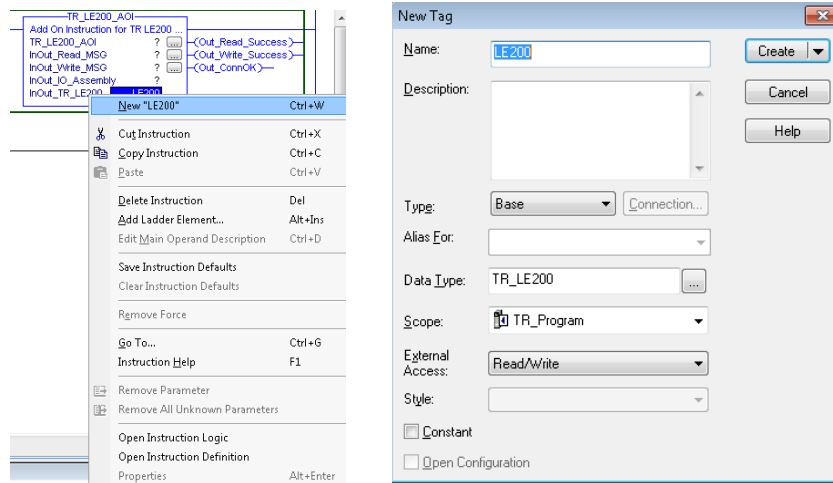 TR_LE200_AOI
Add On Instruction for TR LE200 ...
TR_LE200_AOI ? ... (Out_Read_Success)
InOut_Read_MSG ? ... (Out_Write_Success)
InOut_Write_MSG ? ... (Out_ConnOK)
InOut_IO_Assembly ?
InOut_TR_LE200 LE200
New "LE200" Ctrl+W
Cut Instruction Ctrl+X
Copy Instruction Ctrl+C
Paste Ctrl+V
Delete Instruction Del
Add Ladder Element... Alt+Ins
Edit Main Operand Description Ctrl+D
Save Instruction Defaults
Clear Instruction Defaults
Remove Force
Go To... Ctrl+G
Instruction Help F1
Remove Parameter
Remove All Unknown Parameters
Open Instruction Logic
Open Instruction Definition
Properties Alt+Enter
New Tag
Name: LE200 Create
Description: Cancel
Help
Type: Base Connection...
Alias For:
Data Type: TR_LE200 ...
Scope: TR_Program
External
Access: Read/Write
Style:
Constant
Open Configuration